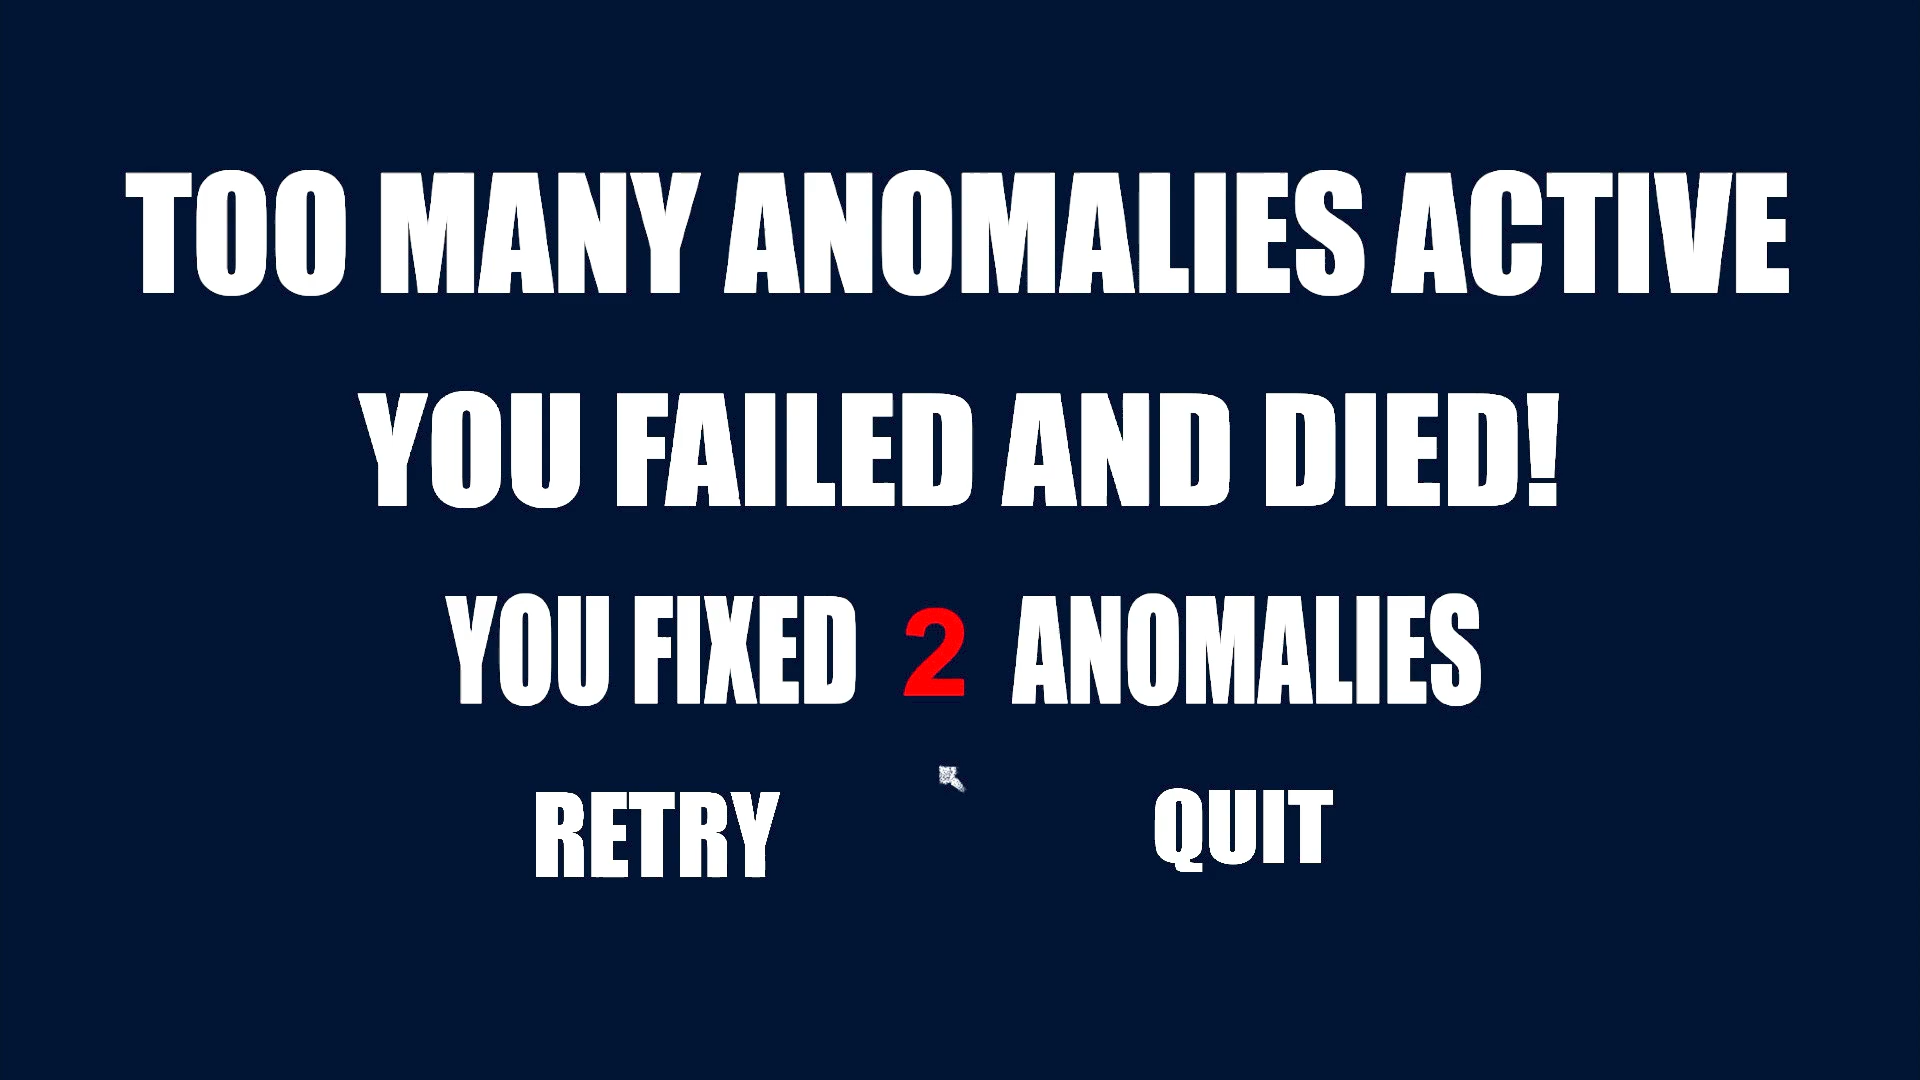 TOO MANY ANOMALIES ACTIVE
YOU FAILED AND DIED!
YOU FIXED 2 ANOMALIES
RETRY QUIT